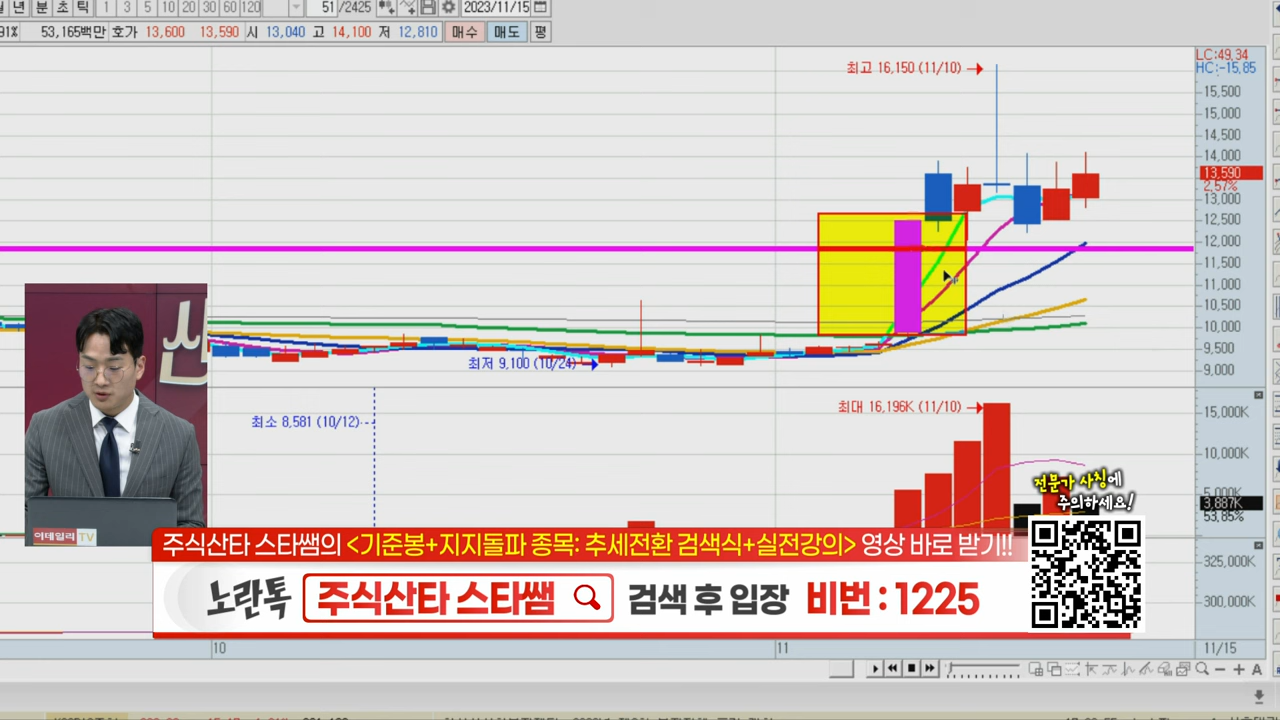 년 분 초 틱 1 3 5 10 20 30 60 120 51 /2425 2023/11/15
91% 53,165백만 호가 13,600 13,590 시 13,040 고 14,100 저 12,810 매수 매도 평
LC:49,34
HC:-15,85
최고 16,150 (11/10)
15,500
15,000
14,500
14,000
13,590
2,57%
13,000
12,500
12,000
11,500
11,000
10,500
10,000
9,500
9,000
최저 9,100 (10/24)
최소 8,581 (10/12)
최대 16,196K (11/10)
15,000K
10,000K
5,000K
3,887K
53,85%
325,000K
300,000K
산
이데일리 TV
전문가 사칭에
주의하세요!
주식산타 스타쌤의 <기준봉+지지돌파 종목: 추세전환 검색식+실전강의> 영상 바로 받기!!
노란톡 주식산타 스타쌤 검색 후 입장 비번 : 1225
10 11 11/15
A